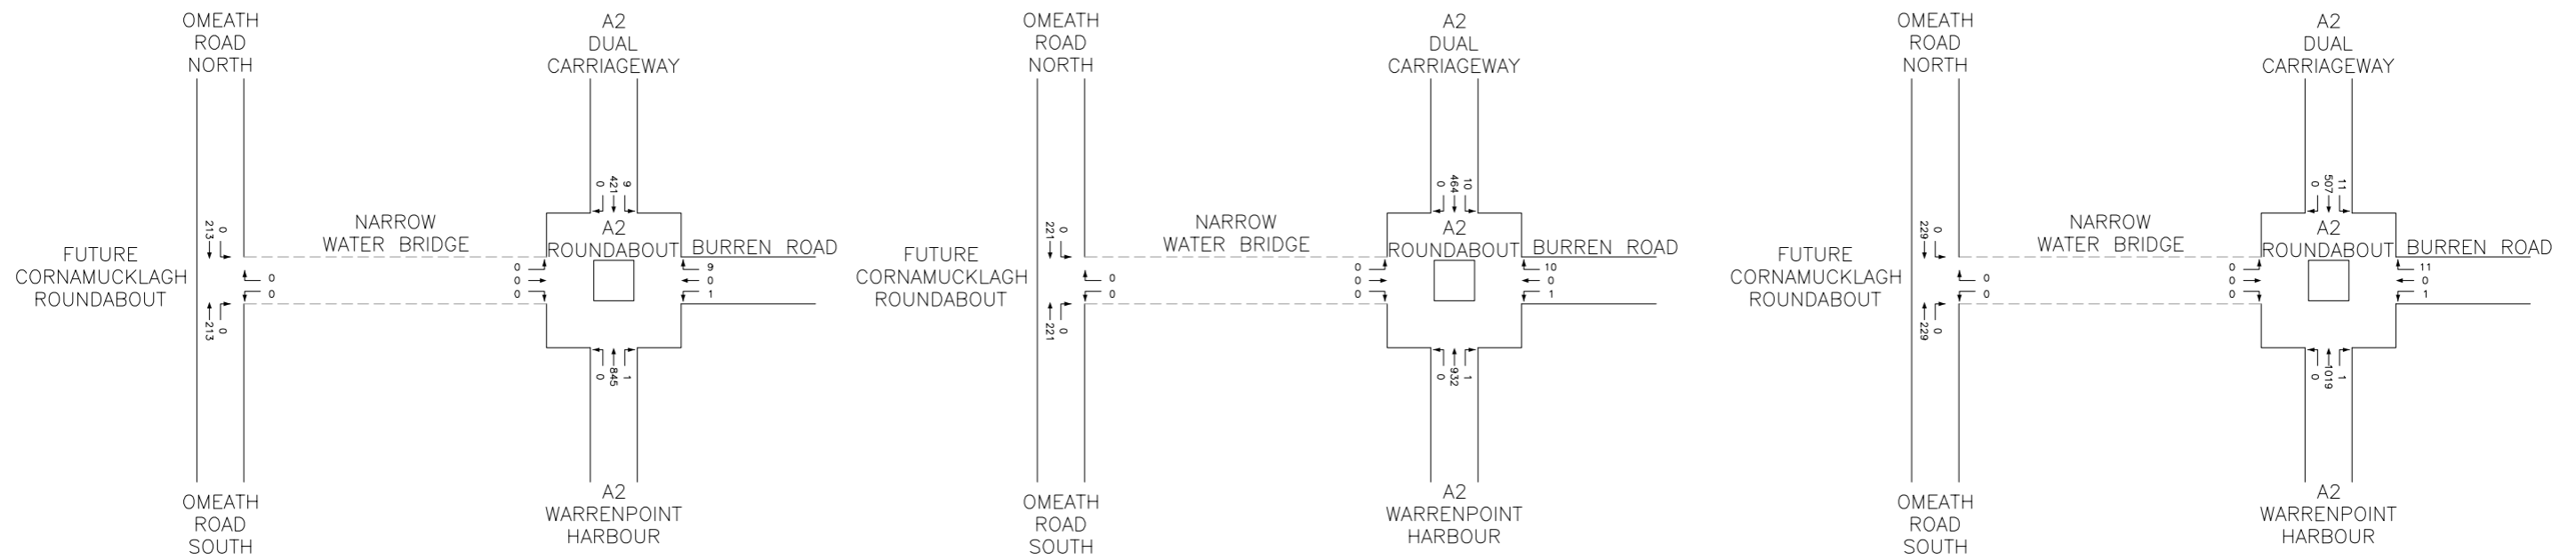 OMEATH
ROAD
NORTH
A2
DUAL
CARRIAGEWAY
0
421
9
213
0
NARROW
WATER BRIDGE
A2
ROUNDABOUT
BURREN ROAD
FUTURE
CORNAMUCKLAGH
ROUNDABOUT
0
0
0
0
0
9
0
1
213
0
0
845
1
OMEATH
ROAD
SOUTH
A2
WARRENPOINT
HARBOUR
OMEATH
ROAD
NORTH
A2
DUAL
CARRIAGEWAY
0
464
10
221
0
NARROW
WATER BRIDGE
A2
ROUNDABOUT
BURREN ROAD
FUTURE
CORNAMUCKLAGH
ROUNDABOUT
0
0
0
0
0
10
0
1
221
0
0
932
1
OMEATH
ROAD
SOUTH
A2
WARRENPOINT
HARBOUR
OMEATH
ROAD
NORTH
A2
DUAL
CARRIAGEWAY
0
507
11
229
0
NARROW
WATER BRIDGE
A2
ROUNDABOUT
BURREN ROAD
FUTURE
CORNAMUCKLAGH
ROUNDABOUT
0
0
0
0
0
11
0
1
229
0
0
1019
1
OMEATH
ROAD
SOUTH
A2
WARRENPOINT
HARBOUR